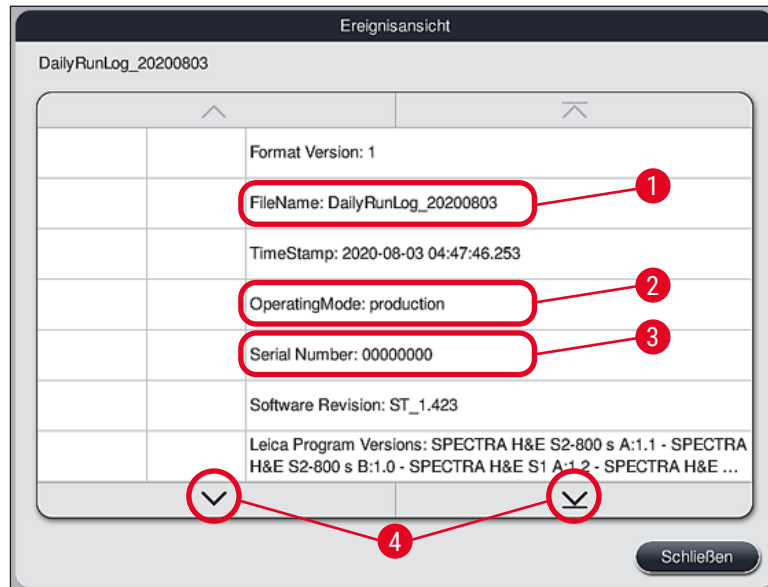 Ereignisansicht
DailyRunLog_20200803
Format Version: 1
FileName: DailyRunLog_20200803
1
TimeStamp: 2020-08-03 04:47:46.253
OperatingMode: production
2
Serial Number: 00000000
3
Software Revision: ST_1.423
Leica Program Versions: SPECTRA H&E S2-800 s A:1.1 - SPECTRA
H&E S2-800 s B:1.0 - SPECTRA H&E S1 A:1.2 - SPECTRA H&E ...
4
Schließen